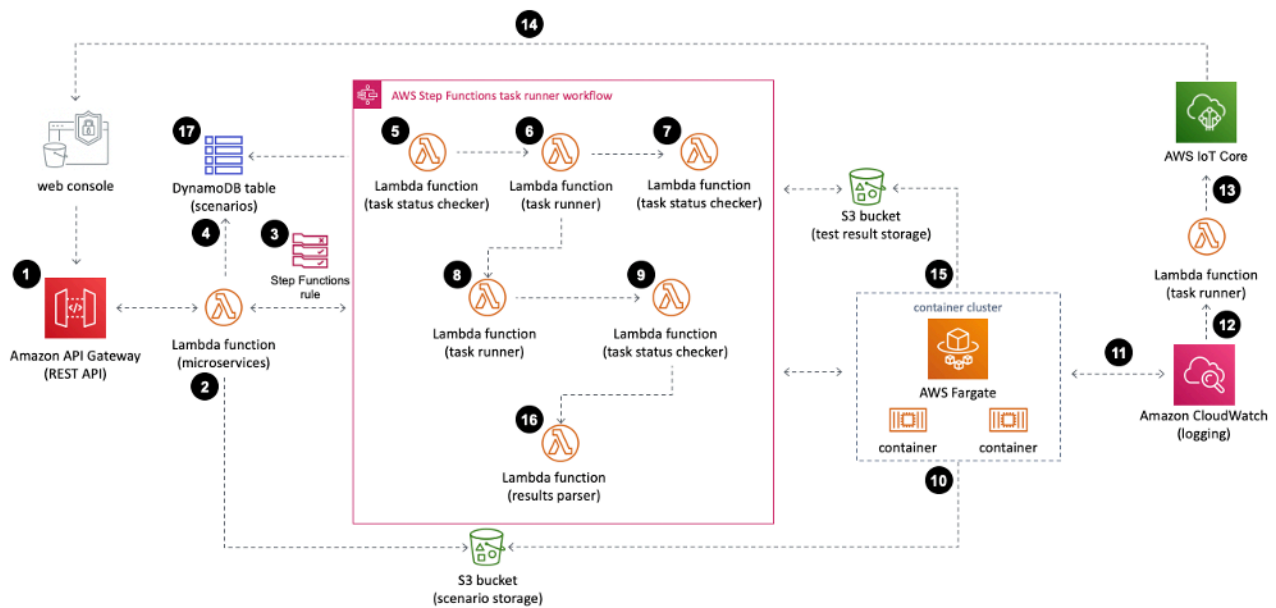 14
AWS Step Functions task runner workflow
5
6
7
17
web console
DynamoDB table
(scenarios)
Lambda function
(task status checker)
Lambda function
(task runner)
Lambda function
(task status checker)
AWS IoT Core
13
S3 bucket
(test result storage)
4
3
Step Functions
rule
1
8
9
15
Lambda function
(task runner)
12
container cluster
Amazon API Gateway
(REST API)
Lambda function
(microservices)
2
Lambda function
(task runner)
Lambda function
(task status checker)
11
AWS Fargate
Amazon CloudWatch
(logging)
16
container
container
Lambda function
(results parser)
10
S3 bucket
(scenario storage)